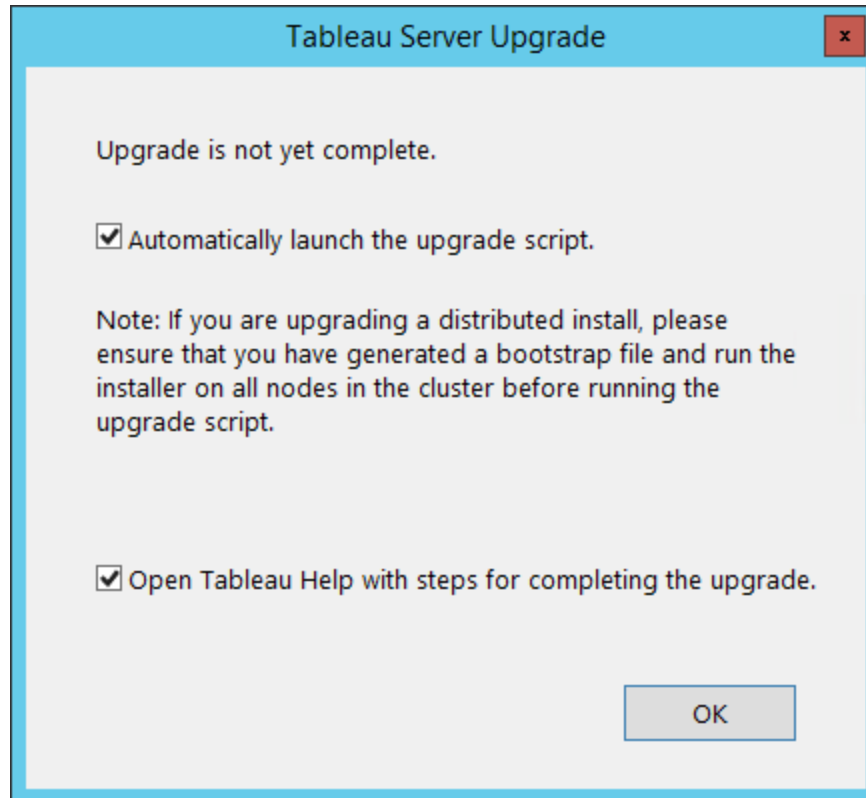 Tableau Server Upgrade
x
Upgrade is not yet complete.
Automatically launch the upgrade script.
Note: If you are upgrading a distributed install, please
ensure that you have generated a bootstrap file and run the
installer on all nodes in the cluster before running the
upgrade script.
Open Tableau Help with steps for completing the upgrade.
OK